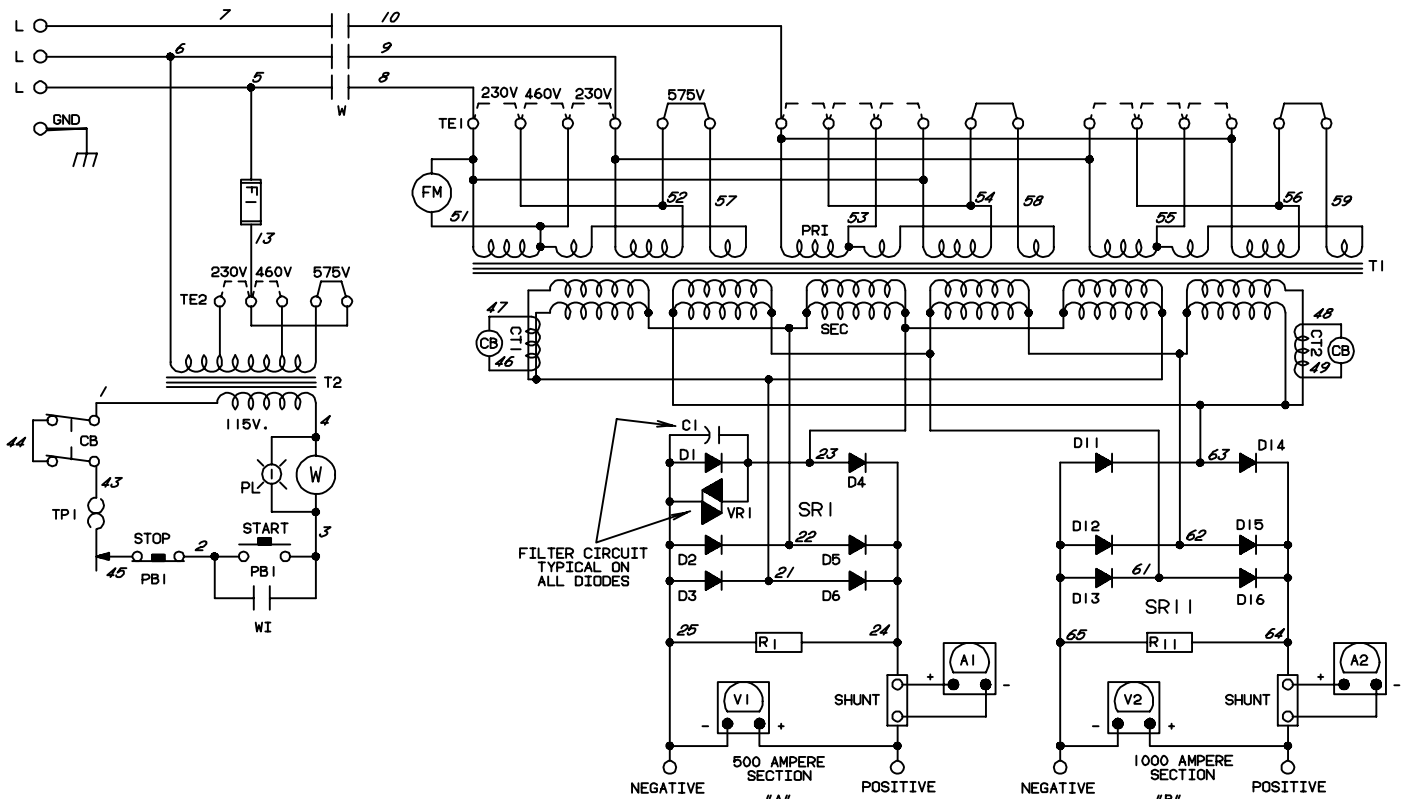 L 7 10
L 6 9
L 5 8
W
GND
230V 460V 230V 575V
TE1
FM
F1
51 52 57 53 54 58 55 56 59
PRI
13
T1
230V 460V 575V
TE2
47 48
CT1 SEC CT2
CB CB
46 49
T2
1
115V.
4
44 CB
C1
D1 23 D4
D11 63 D14
W
PL
43
TP1
VR1 SR1
STOP START
3
FILTER CIRCUIT
TYPICAL ON
ALL DIODES
D2 22 D5
D12 62 D15
2
45 PB1 PB1
21 61
D3 D6
D13 D16
SR11
W1
25 R1 24
65 R11 64
A1 + -
A2 + -
V1 - +
V2 - +
SHUNT SHUNT
500 AMPERE
SECTION
"A"
1000 AMPERE
SECTION
"B"
NEGATIVE POSITIVE
NEGATIVE POSITIVE